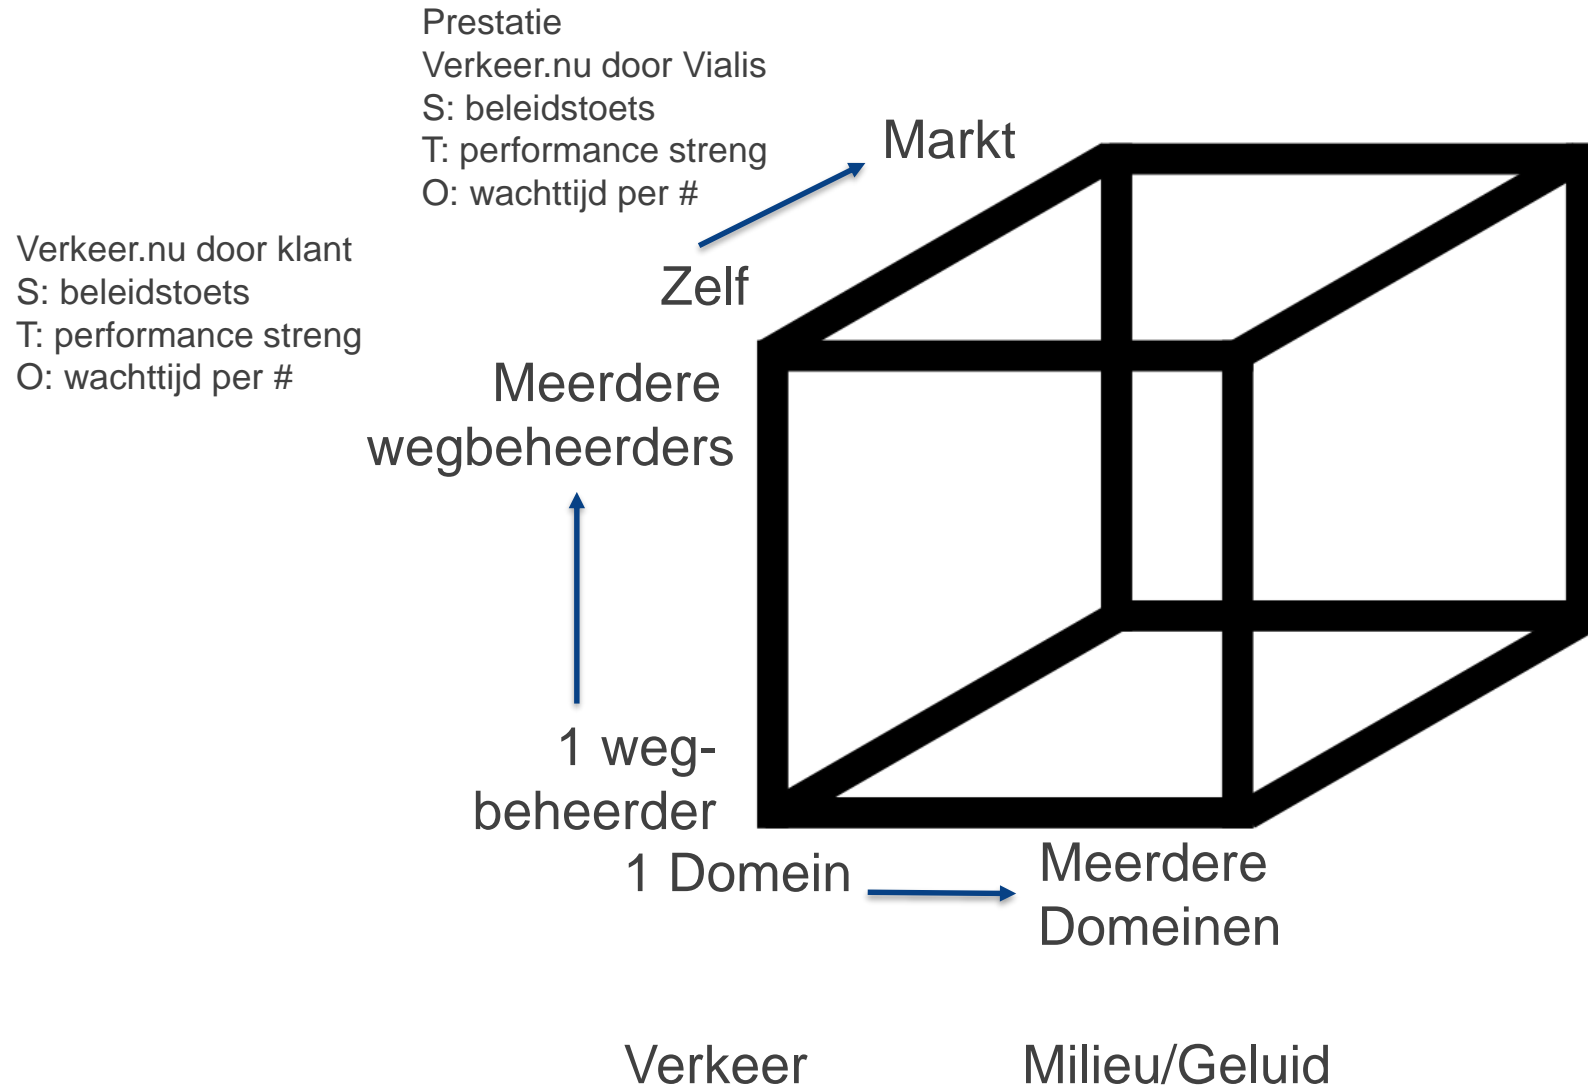 Prestatie
Verkeer.nu door Vialis
S: beleidstoets
T: performance streng
O: wachttijd per #
Markt
Zelf
Verkeer.nu door klant
S: beleidstoets
T: performance streng
O: wachttijd per #
Meerdere
wegbeheerders
1 weg-
beheerder
1 Domein
Meerdere
Domeinen
Verkeer
Milieu/Geluid